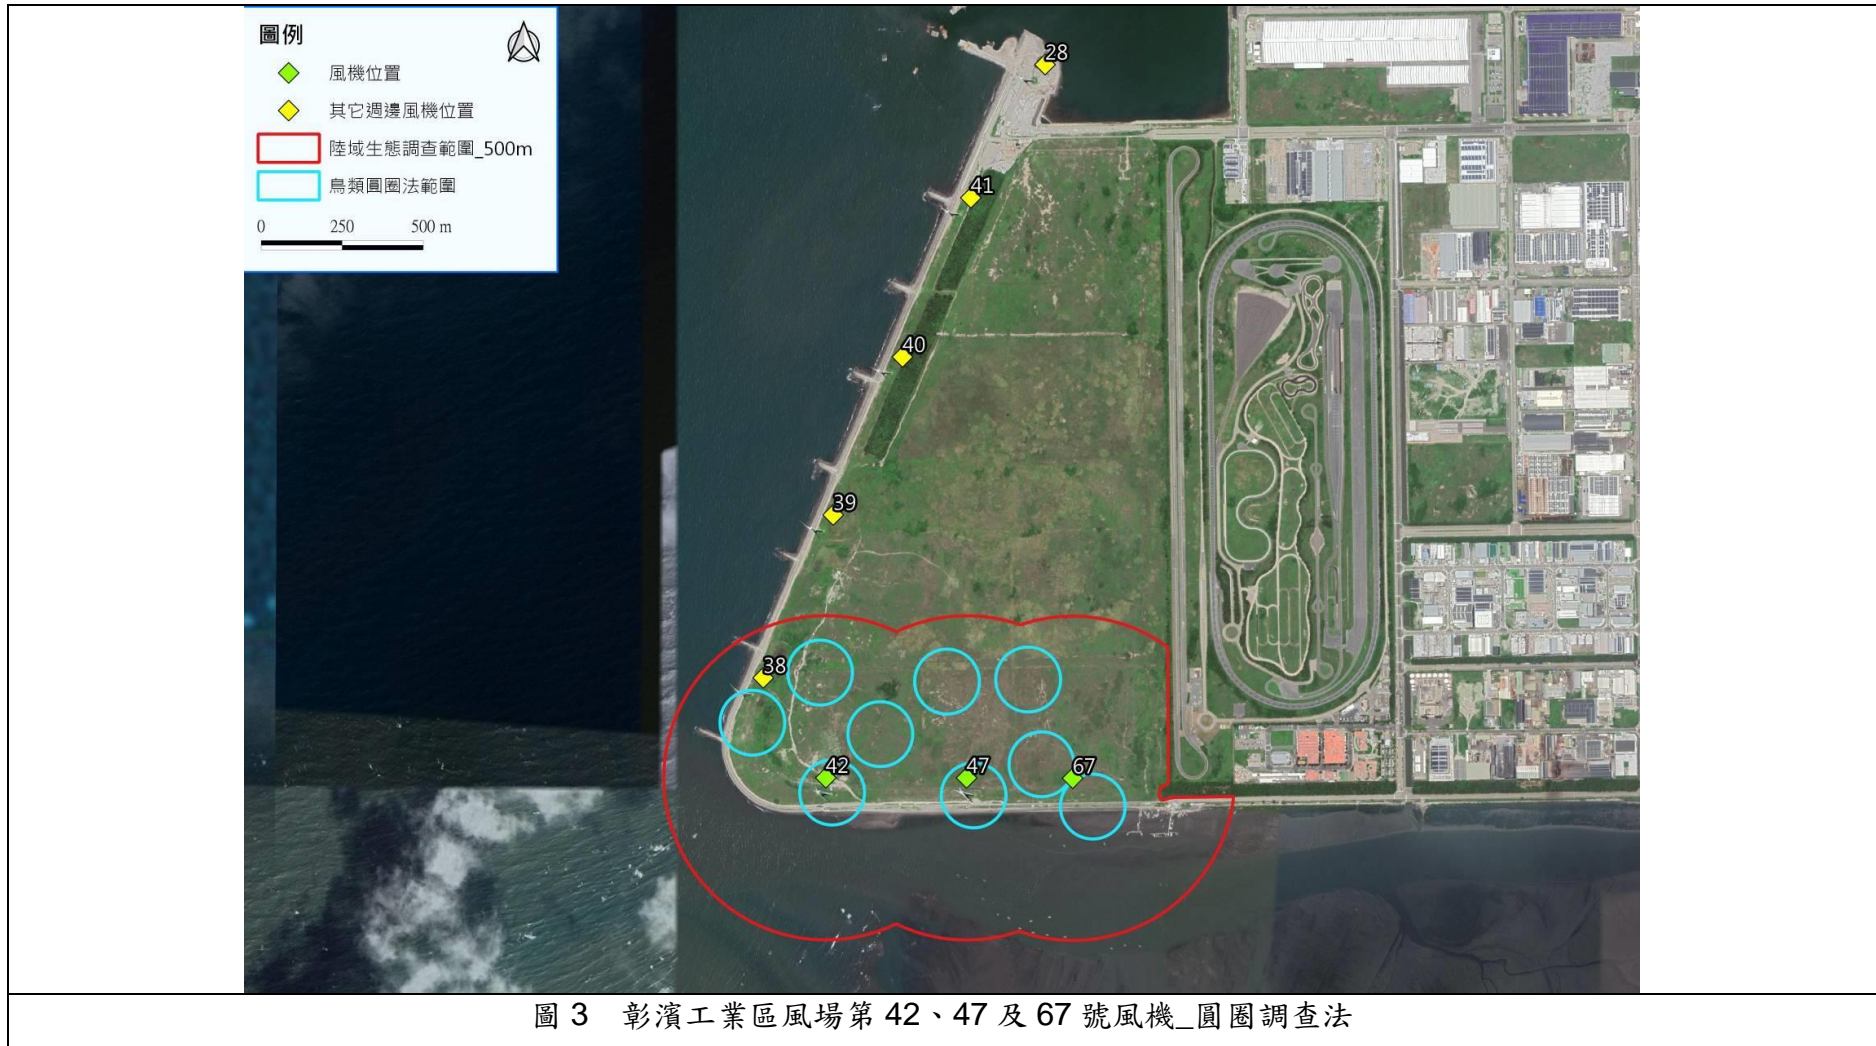 圖例
風機位置
其它週邊風機位置
陸域生態調查範圍_500m
鳥類圓圈法範圍
0 250 500 m
28
41
40
39
38
42 47 67
圖 3 彰濱工業區風場第 42、47 及 67 號風機_圓圈調查法